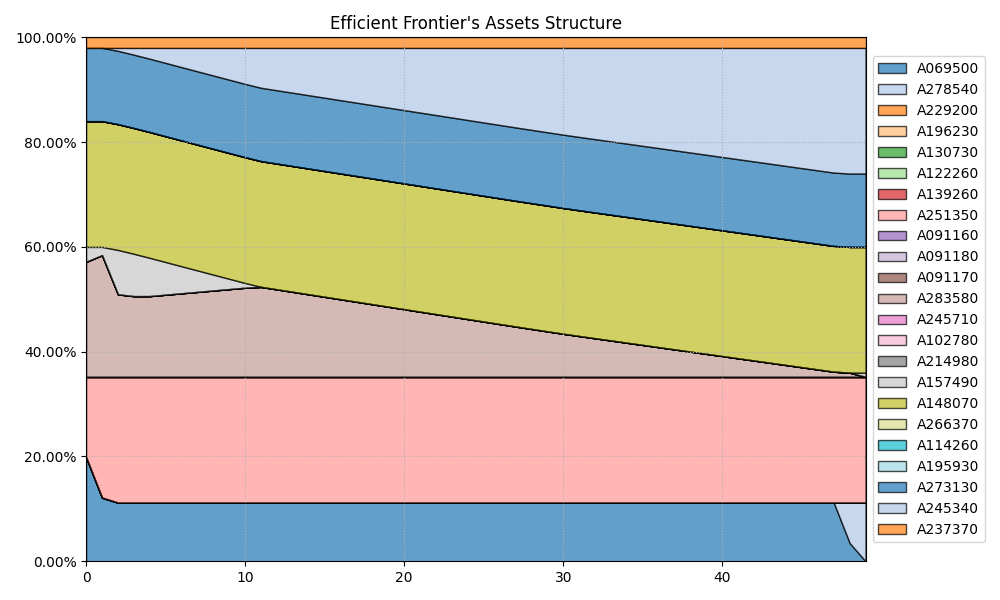 Efficient Frontier's Assets Structure
100.00%
80.00%
60.00%
40.00%
20.00%
0.00%
0
10
20
30
40
A069500
A278540
A229200
A196230
A130730
A122260
A139260
A251350
A091160
A091180
A091170
A283580
A245710
A102780
A214980
A157490
A148070
A266370
A114260
A195930
A273130
A245340
A237370